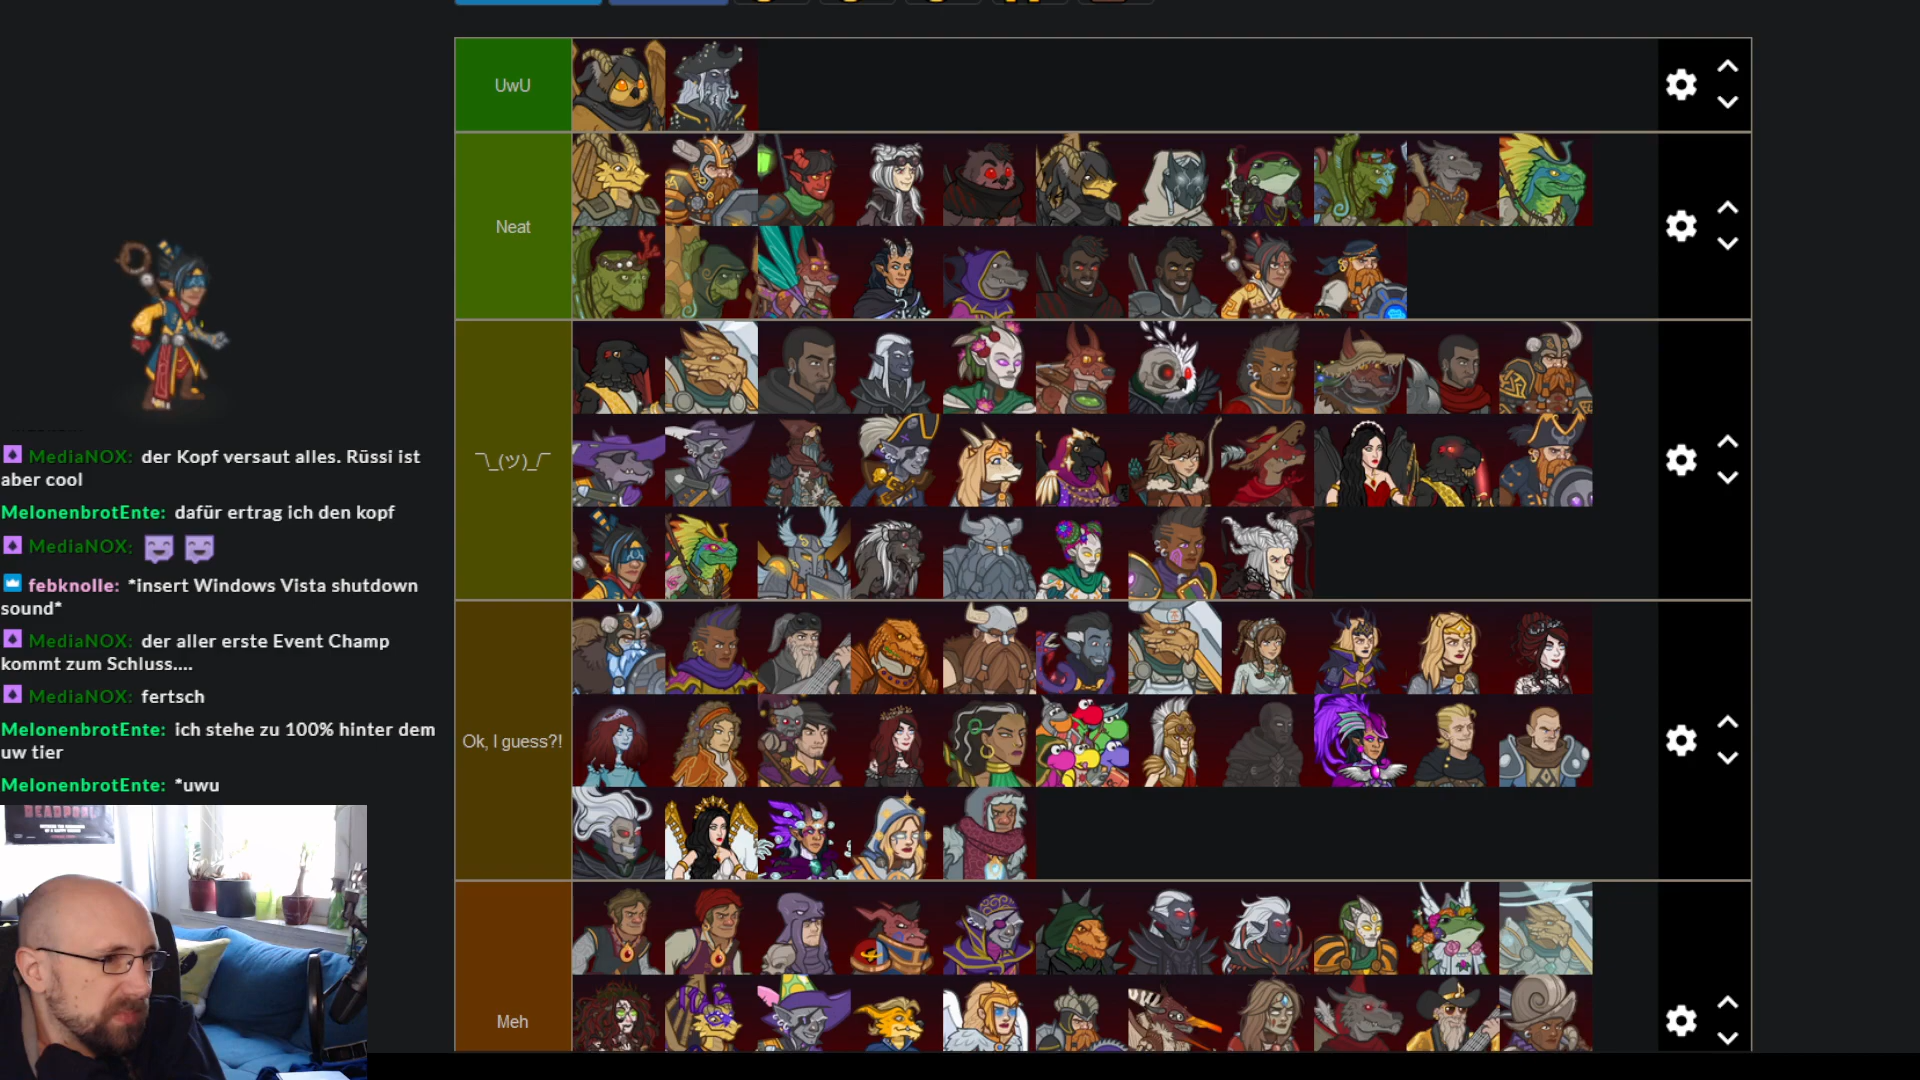 UwU
Neat
¯\_(ツ)_/¯
MediaNOX: der Kopf versaut alles. Rüssi ist
aber cool
MelonenbrotEnte: dafür ertrag ich den kopf
MediaNOX:
febknolle: *insert Windows Vista shutdown
sound*
MediaNOX: der aller erste Event Champ
kommt zum Schluss....
MediaNOX: fertsch
MelonenbrotEnte: ich stehe zu 100% hinter dem
uw tier
MelonenbrotEnte: *uwu
Ok, I guess?!
DEADPOOL
Meh